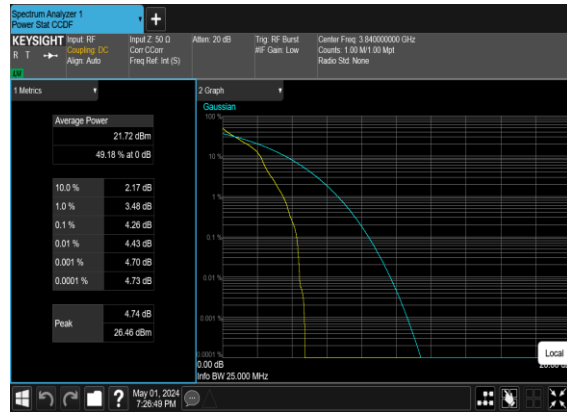 Spectrum Analyzer 1
Power Stat CCDF
KEYSIGHT
R T
LV
Input: RF
Coupling: DC
Align: Auto
Input Z: 50 Ω
Corr CCorr
Freq Ref: Int (S)
Atten: 20 dB
Trig: RF Burst
#IF Gain: Low
Center Freq: 3.840000000 GHz
Counts: 1.00 M/1.00 Mpt
Radio Std: None
1 Metrics
Average Power
21.72 dBm
49.18 % at 0 dB
10.0 % 2.17 dB
1.0 % 3.48 dB
0.1 % 4.26 dB
0.01 % 4.43 dB
0.001 % 4.70 dB
0.0001 % 4.73 dB
Peak
4.74 dB
26.46 dBm
2 Graph
Gaussian
100 %
10 %
1 %
0.1 %
0.01 %
0.001 %
0.0001 %
0.00 dB
Info BW 25.000 MHz
Local
May 01, 2024
7:26:49 PM